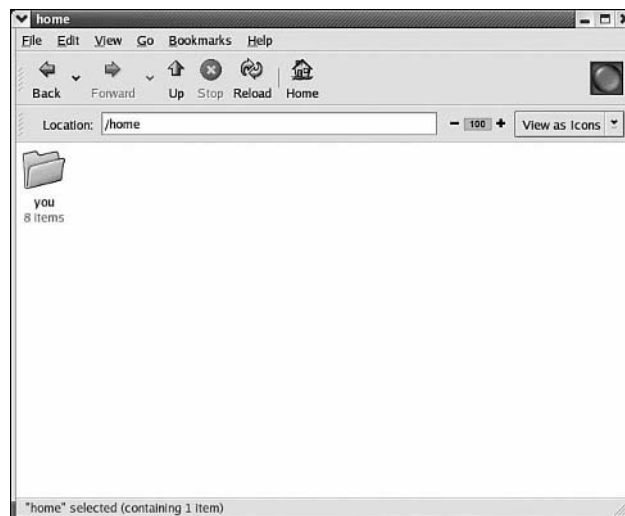 home
File Edit View Go Bookmarks Help
Back Forward Up Stop Reload Home
Location: /home 100 View as Icons
you
8 items
"home" selected (containing 1 item)